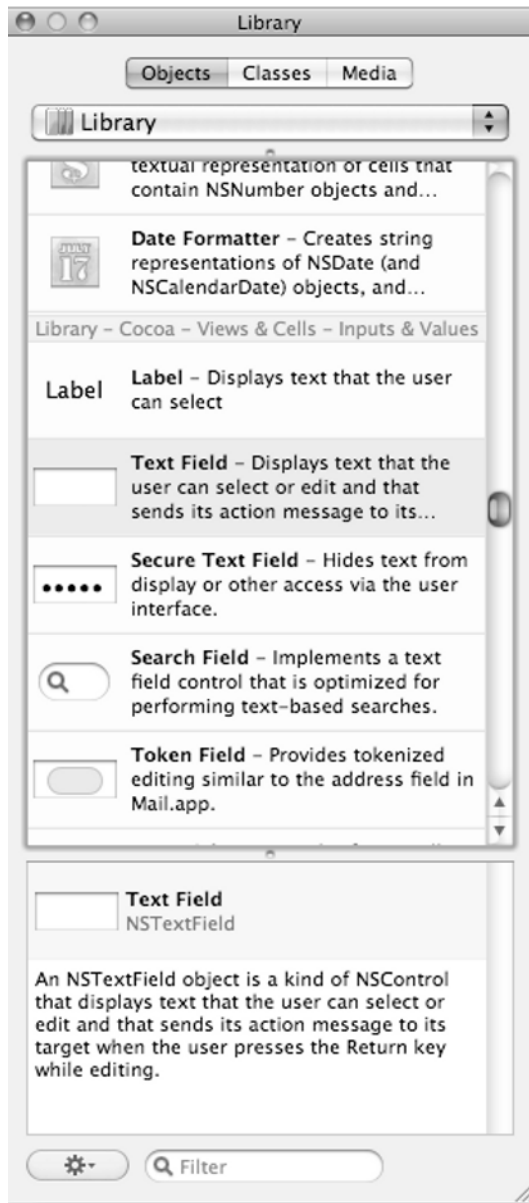 Library
Objects Classes Media
Library
textual representation of cells that
contain NSNumber objects and...
JULY
17
Date Formatter – Creates string
representations of NSDate (and
NSCalendarDate) objects, and...
Library – Cocoa – Views & Cells – Inputs & Values
Label
Label – Displays text that the user
can select
Text Field – Displays text that the
user can select or edit and that
sends its action message to its...
Secure Text Field – Hides text from
display or other access via the user
interface.
Search Field – Implements a text
field control that is optimized for
performing text-based searches.
Token Field – Provides tokenized
editing similar to the address field in
Mail.app.
Text Field
NSTextField
An NSTextField object is a kind of NSControl
that displays text that the user can select or
edit and that sends its action message to its
target when the user presses the Return key
while editing.
Filter